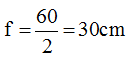 f = 60/2 = 30cm